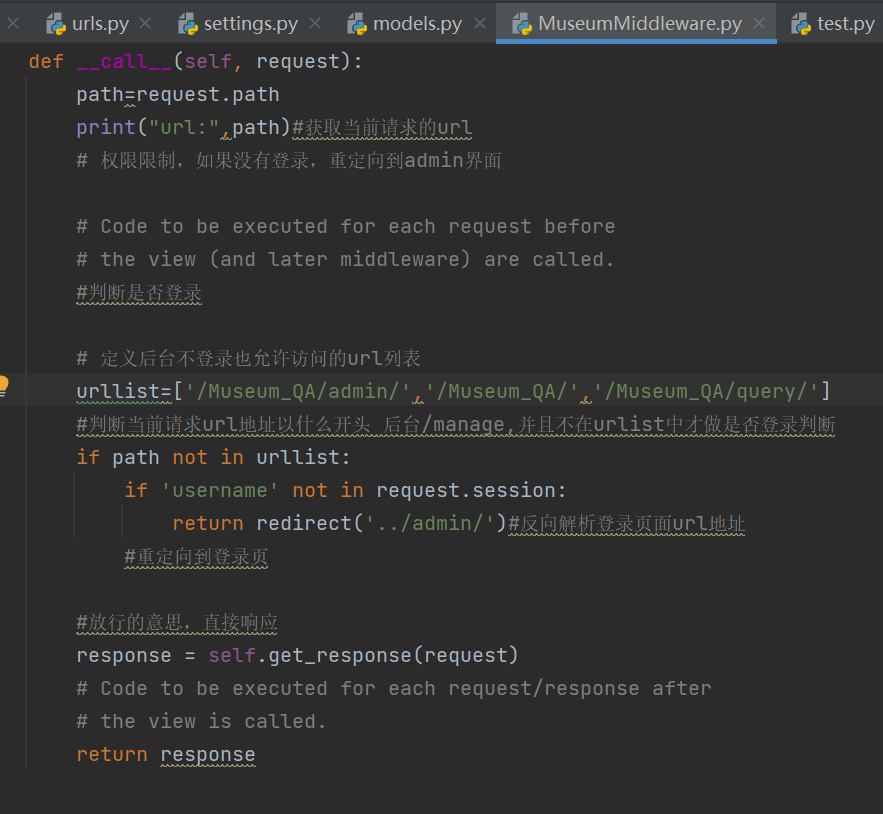 urls.py settings.py models.py MuseumMiddleware.py test.py
def __call__(self, request):
path=request.path
print("url:",path)#获取当前请求的url
# 权限限制，如果没有登录，重定向到admin界面
# Code to be executed for each request before
# the view (and later middleware) are called.
#判断是否登录
# 定义后台不登录也允许访问的url列表
urllist=['/Museum_QA/admin/','/Museum_QA/','/Museum_QA/query/']
#判断当前请求url地址以什么开头 后台/manage,并且不在urlist中才做是否登录判断
if path not in urllist:
if 'username' not in request.session:
return redirect('../admin/')#反向解析登录页面url地址
#重定向到登录页
#放行的意思，直接响应
response = self.get_response(request)
# Code to be executed for each request/response after
# the view is called.
return response